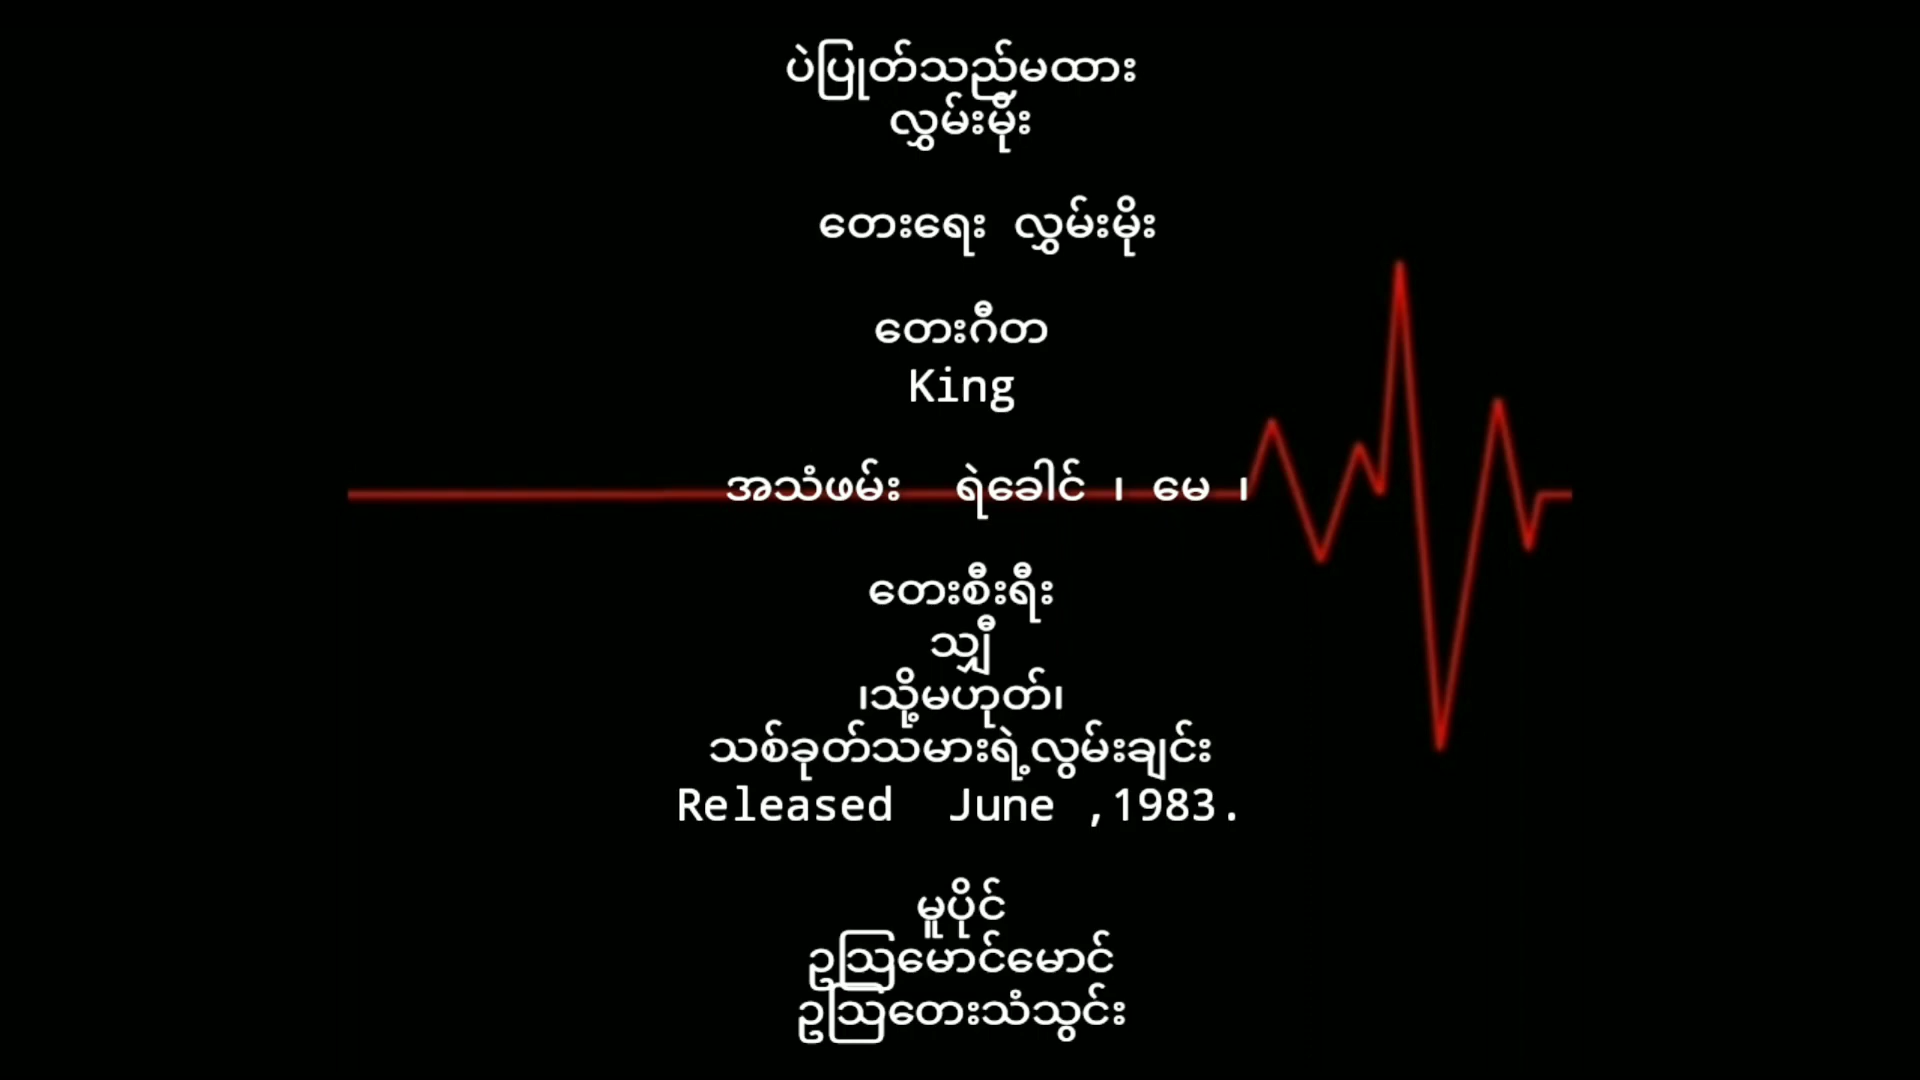 ပဲပြုတ်သည်မထား
လွှမ်းမိုး
တေးရေး လွှမ်းမိုး
တေးဂီတ
King
အသံဖမ်း ရဲခေါင် ၊ မေ ၊
တေးစီးရီး
သျှီ
၊သို့မဟုတ်၊
သစ်ခုတ်သမားရဲ့လွမ်းချင်း
Released June ,1983.
မူပိုင်
ဥဩမောင်မောင်
ဥဩတေးသံသွင်း